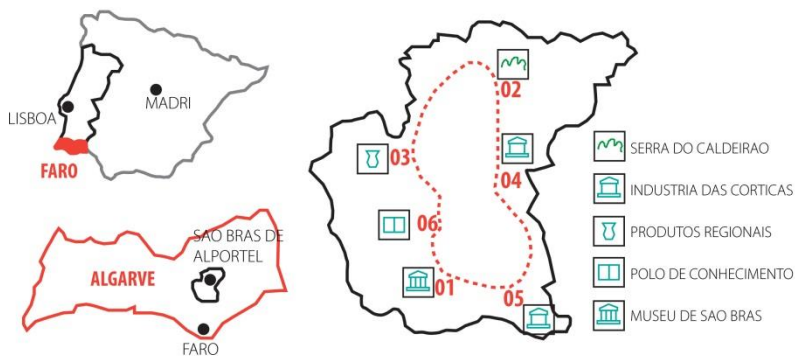 LISBOA
MADRI
FARO
SAO BRAS DE
ALPORTEL
ALGARVE
FARO
02
03
04
06
01
05
SERRA DO CALDEIRAO
INDUSTRIA DAS CORTICAS
PRODUTOS REGIONAIS
POLO DE CONHECIMENTO
MUSEU DE SAO BRAS